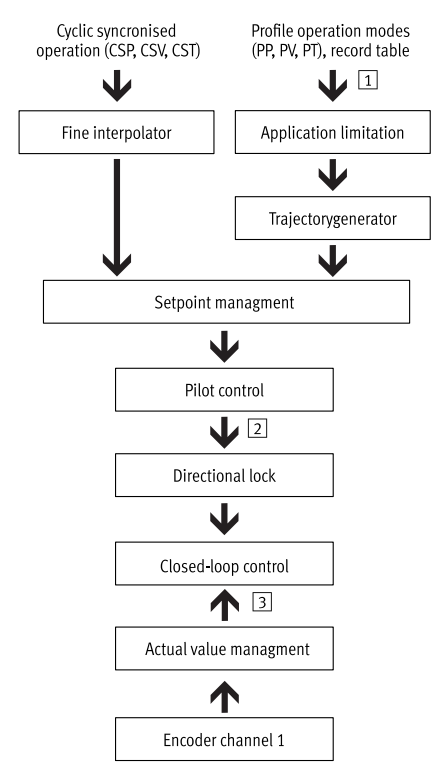 Cyclic syncronised
operation (CSP, CSV, CST)
Profile operation modes
(PP, PV, PT), record table
1
Fine interpolator
Application limitation
Trajectorygenerator
Setpoint managment
Pilot control
2
Directional lock
Closed-loop control
3
Actual value managment
Encoder channel 1